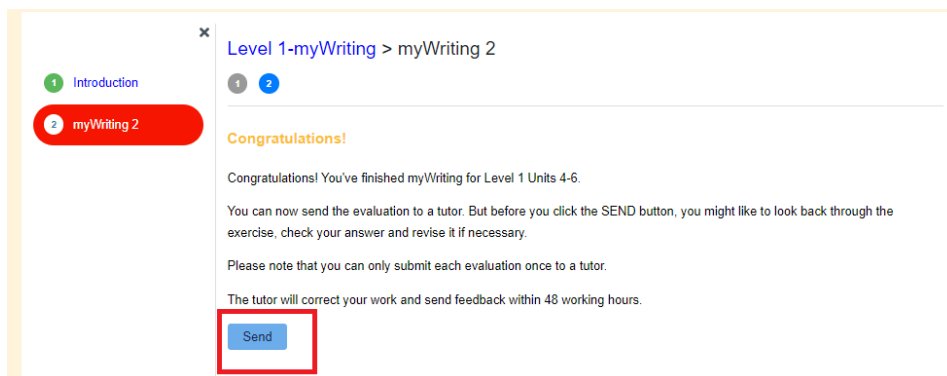 ×
Level 1-myWriting > myWriting 2
1 Introduction
1 2
2 myWriting 2
Congratulations!
Congratulations! You've finished myWriting for Level 1 Units 4-6.
You can now send the evaluation to a tutor. But before you click the SEND button, you might like to look back through the
exercise, check your answer and revise it if necessary.
Please note that you can only submit each evaluation once to a tutor.
The tutor will correct your work and send feedback within 48 working hours.
Send